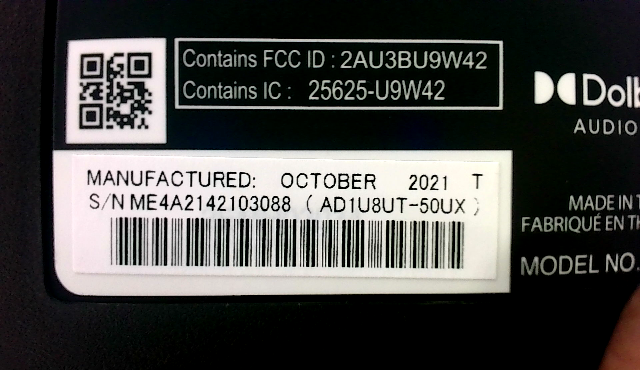 Contains FCC ID : 2AU3BU9W42
Contains IC : 25625-U9W42
AUDIO
MANUFACTURED: OCTOBER 2021 T
S/N ME4A2142103088 ( AD1U8UT-50UX )
MADE IN
FABRIQUÉ EN
MODEL NO.